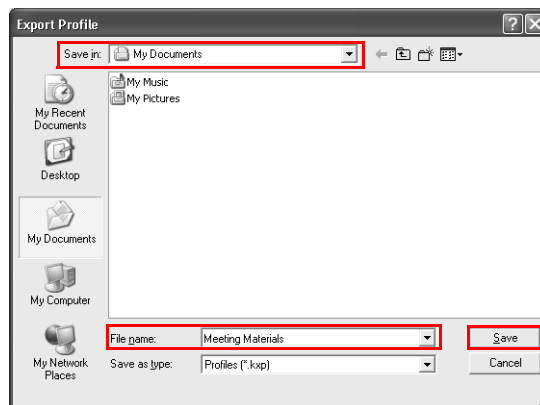 Export Profile
Save in: My Documents
My Music
My Pictures
My Recent
Documents
Desktop
My Documents
My Computer
My Network
Places
File name: Meeting Materials
Save as type: Profiles (*.kxp)
Save
Cancel